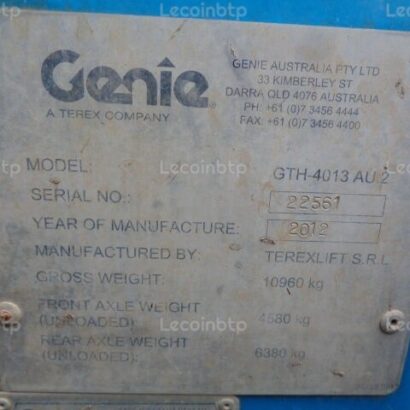 Lecoinbtp Lecoinbtp
Genie
A TEREX COMPANY
GENIE AUSTRALIA PTY LTD
33 KIMBERLEY ST
DARRA QLD 4076 AUSTRALIA
PH: +61 (0)7 3456 4444
FAX: +61 (0)7 3456 4400
Lecoinbtp Lecoinbtp
MODEL: GTH-4013 AU 2
SERIAL NO.: 22561
YEAR OF MANUFACTURE: 2012
MANUFACTURED BY: TEREXLIFT S.R.L
GROSS WEIGHT: 10960 kg
FRONT AXLE WEIGHT
(UNLOADED): 4580 kg
Lecoinbtp Lecoinbtp
REAR AXLE WEIGHT
(UNLOADED): 6380 kg